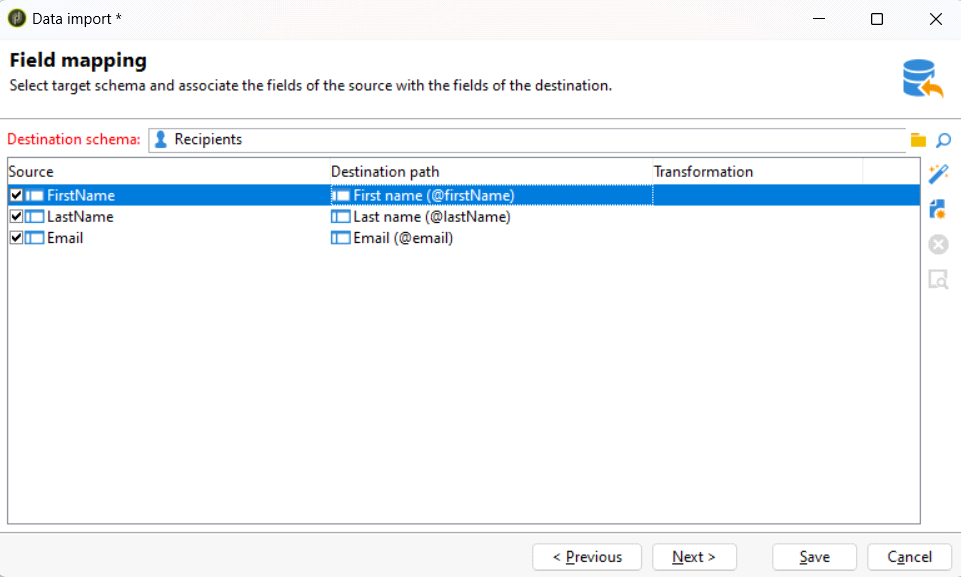 Data import *
Field mapping
Select target schema and associate the fields of the source with the fields of the destination.
Destination schema: Recipients
Source Destination path Transformation
FirstName First name (@firstName)
LastName Last name (@lastName)
Email Email (@email)
< Previous Next > Save Cancel